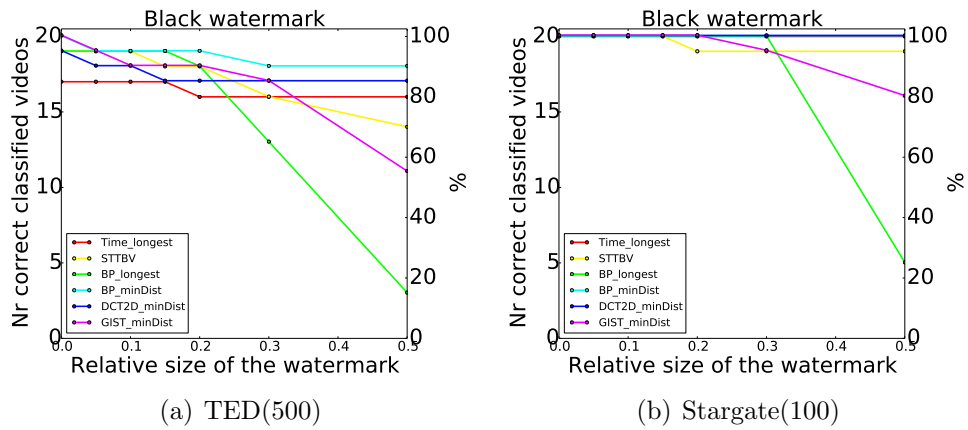 Black watermark
Nr correct classified videos
20
15
10
5
0
100
80
60
40
20
0
%
Time_longest
STTBV
BP_longest
BP_minDist
DCT2D_minDist
GIST_minDist
0.0 0.1 0.2 0.3 0.4 0.5
Relative size of the watermark
(a) TED(500)
Black watermark
Nr correct classified videos
20
15
10
5
0
100
80
60
40
20
0
%
Time_longest
STTBV
BP_longest
BP_minDist
DCT2D_minDist
GIST_minDist
0.0 0.1 0.2 0.3 0.4 0.5
Relative size of the watermark
(b) Stargate(100)